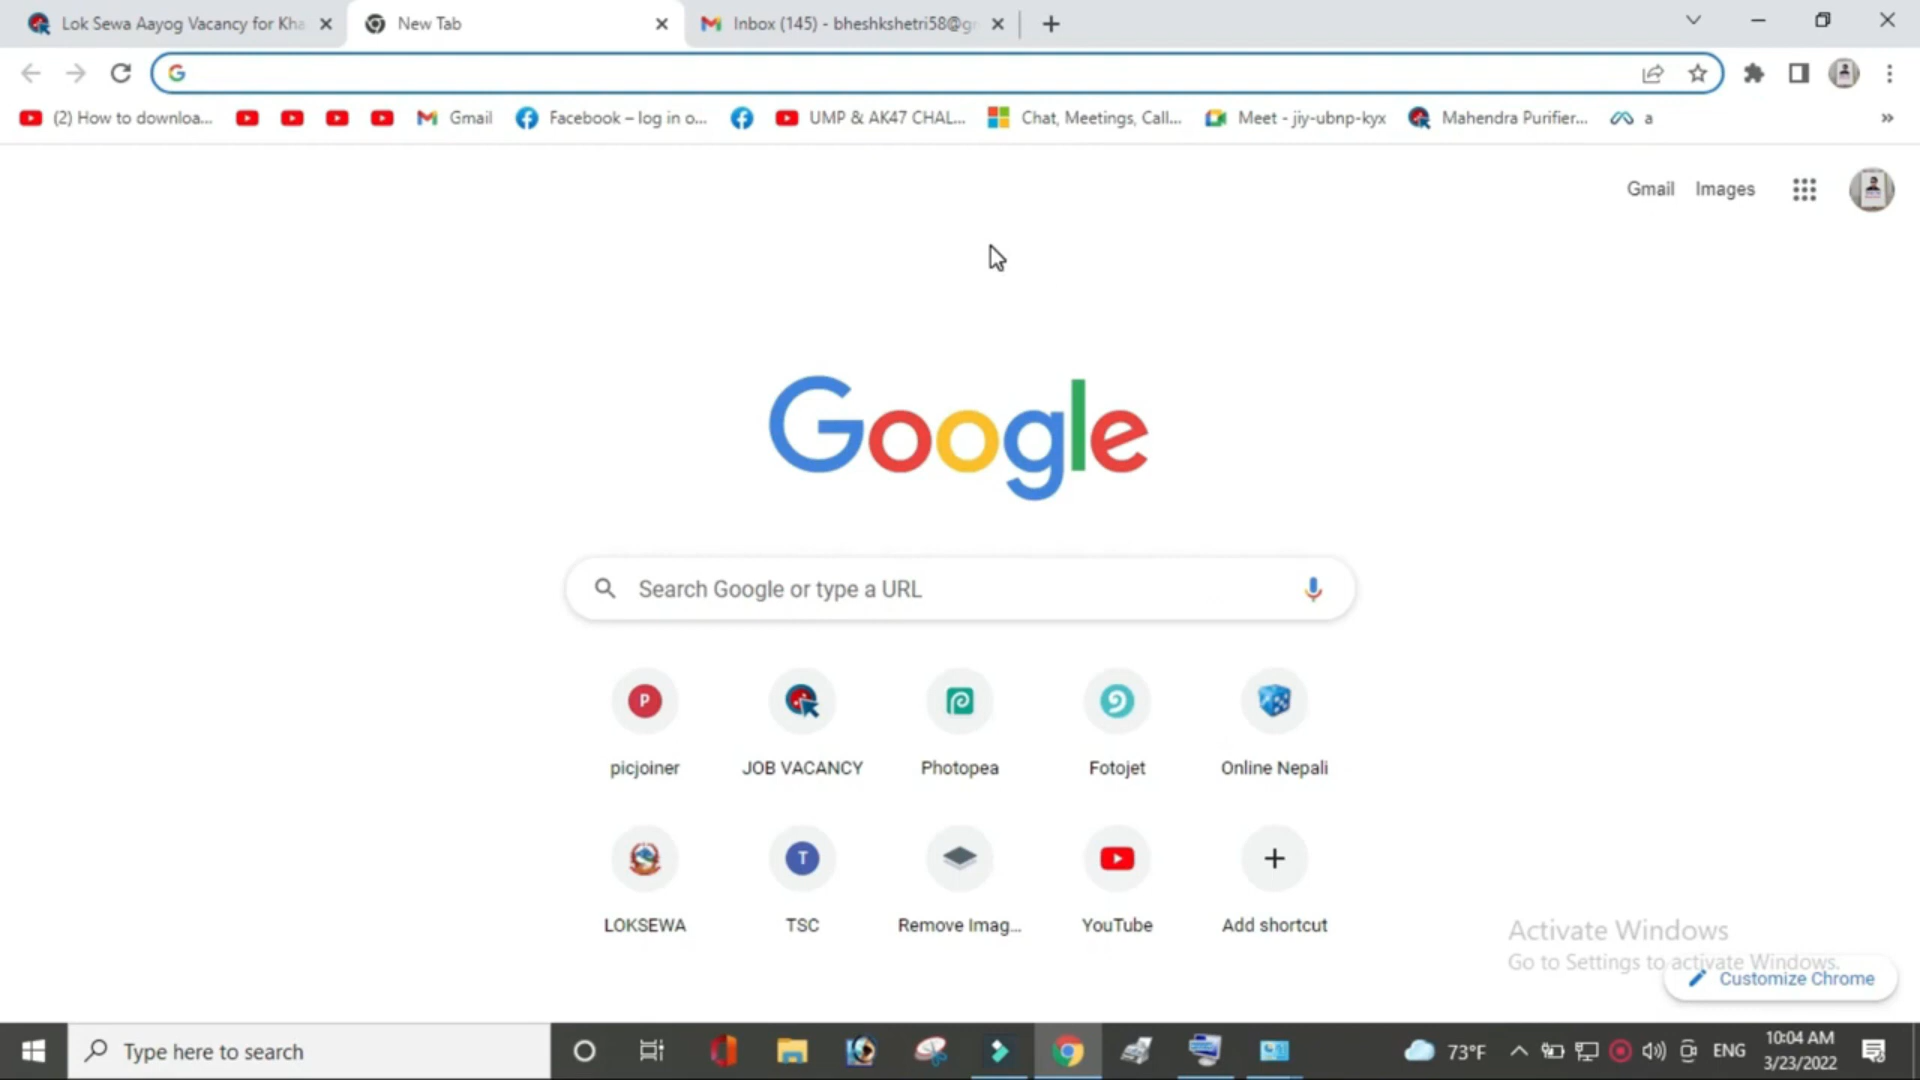 Lok Sewa Aayog Vacancy for Kha
New Tab
Inbox (145) - bheshkshetri58@gr
(2) How to downloa...
Gmail
Facebook – log in o...
UMP & AK47 CHAL...
Chat, Meetings, Call...
Meet - jiy-ubnp-kyx
Mahendra Purifier...
a
»
Gmail Images
Google
Search Google or type a URL
P
picjoiner
JOB VACANCY
Photopea
Fotojet
Online Nepali
LOKSEWA
T
TSC
Remove Imag...
YouTube
Add shortcut
Activate Windows
Go to Settings to activate Windows.
Customize Chrome
Type here to search
73°F
ENG
10:04 AM
3/23/2022